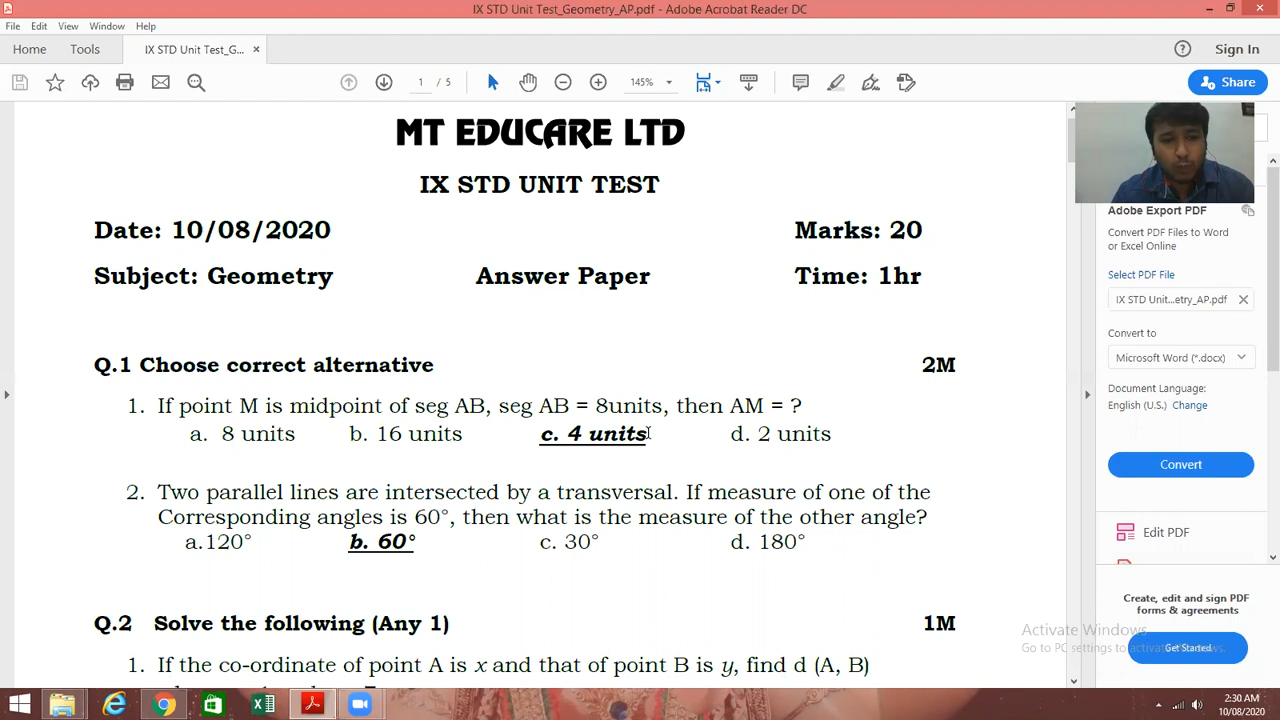 IX STD Unit Test_Geometry_AP.pdf - Adobe Acrobat Reader DC
File Edit View Window Help
Home Tools IX STD Unit Test_G... × Sign In
1 / 5 145% Share
MT EDUCARE LTD
IX STD UNIT TEST
Date: 10/08/2020 Marks: 20
Subject: Geometry Answer Paper Time: 1hr
Q.1 Choose correct alternative 2M
1. If point M is midpoint of seg AB, seg AB = 8units, then AM = ?
a. 8 units b. 16 units c. 4 units d. 2 units
2. Two parallel lines are intersected by a transversal. If measure of one of the
Corresponding angles is 60°, then what is the measure of the other angle?
a.120° b. 60° c. 30° d. 180°
Q.2 Solve the following (Any 1) 1M
1. If the co-ordinate of point A is x and that of point B is y, find d (A, B)
Adobe Export PDF
Convert PDF Files to Word
or Excel Online
Select PDF File
IX STD Unit...etry_AP.pdf
Convert to
Microsoft Word (*.docx)
Document Language:
English (U.S.) Change
Convert
Edit PDF
Create, edit and sign PDF
forms & agreements
Get Started
Activate Windows
Go to PC settings to activate Windows.
2:30 AM
10/08/2020